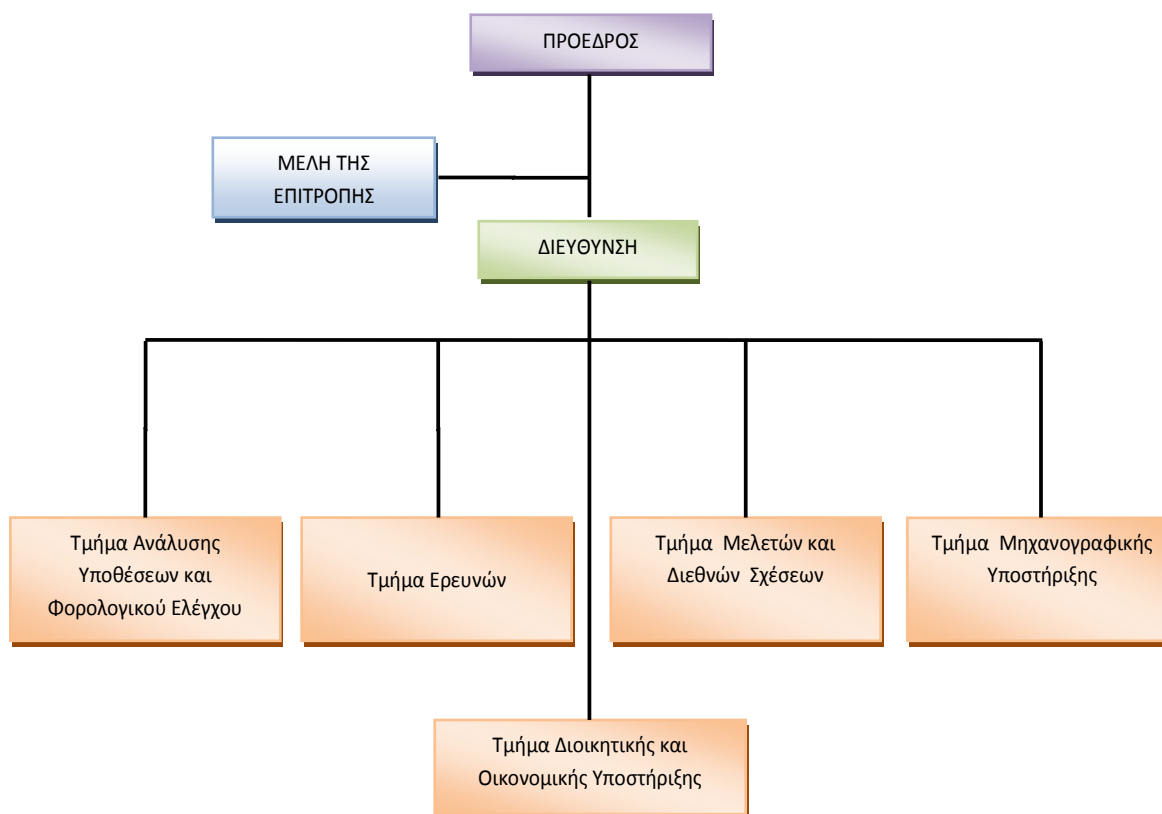 ΠΡΟΕΔΡΟΣ
ΜΕΛΗ ΤΗΣ
ΕΠΙΤΡΟΠΗΣ
ΔΙΕΥΘΥΝΣΗ
Τμήμα Ανάλυσης
Υποθέσεων και
Φορολογικού Ελέγχου
Τμήμα Ερευνών
Τμήμα Μελετών και
Διεθνών Σχέσεων
Τμήμα Μηχανογραφικής
Υποστήριξης
Τμήμα Διοικητικής και
Οικονομικής Υποστήριξης